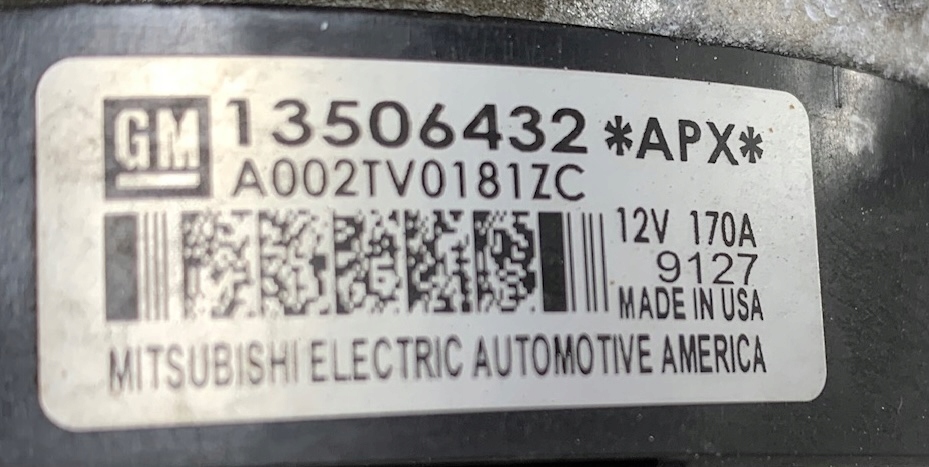 GM 13506432 *APX*
A002TV0181ZC
12V 170A
9127
MADE IN USA
MITSUBISHI ELECTRIC AUTOMOTIVE AMERICA